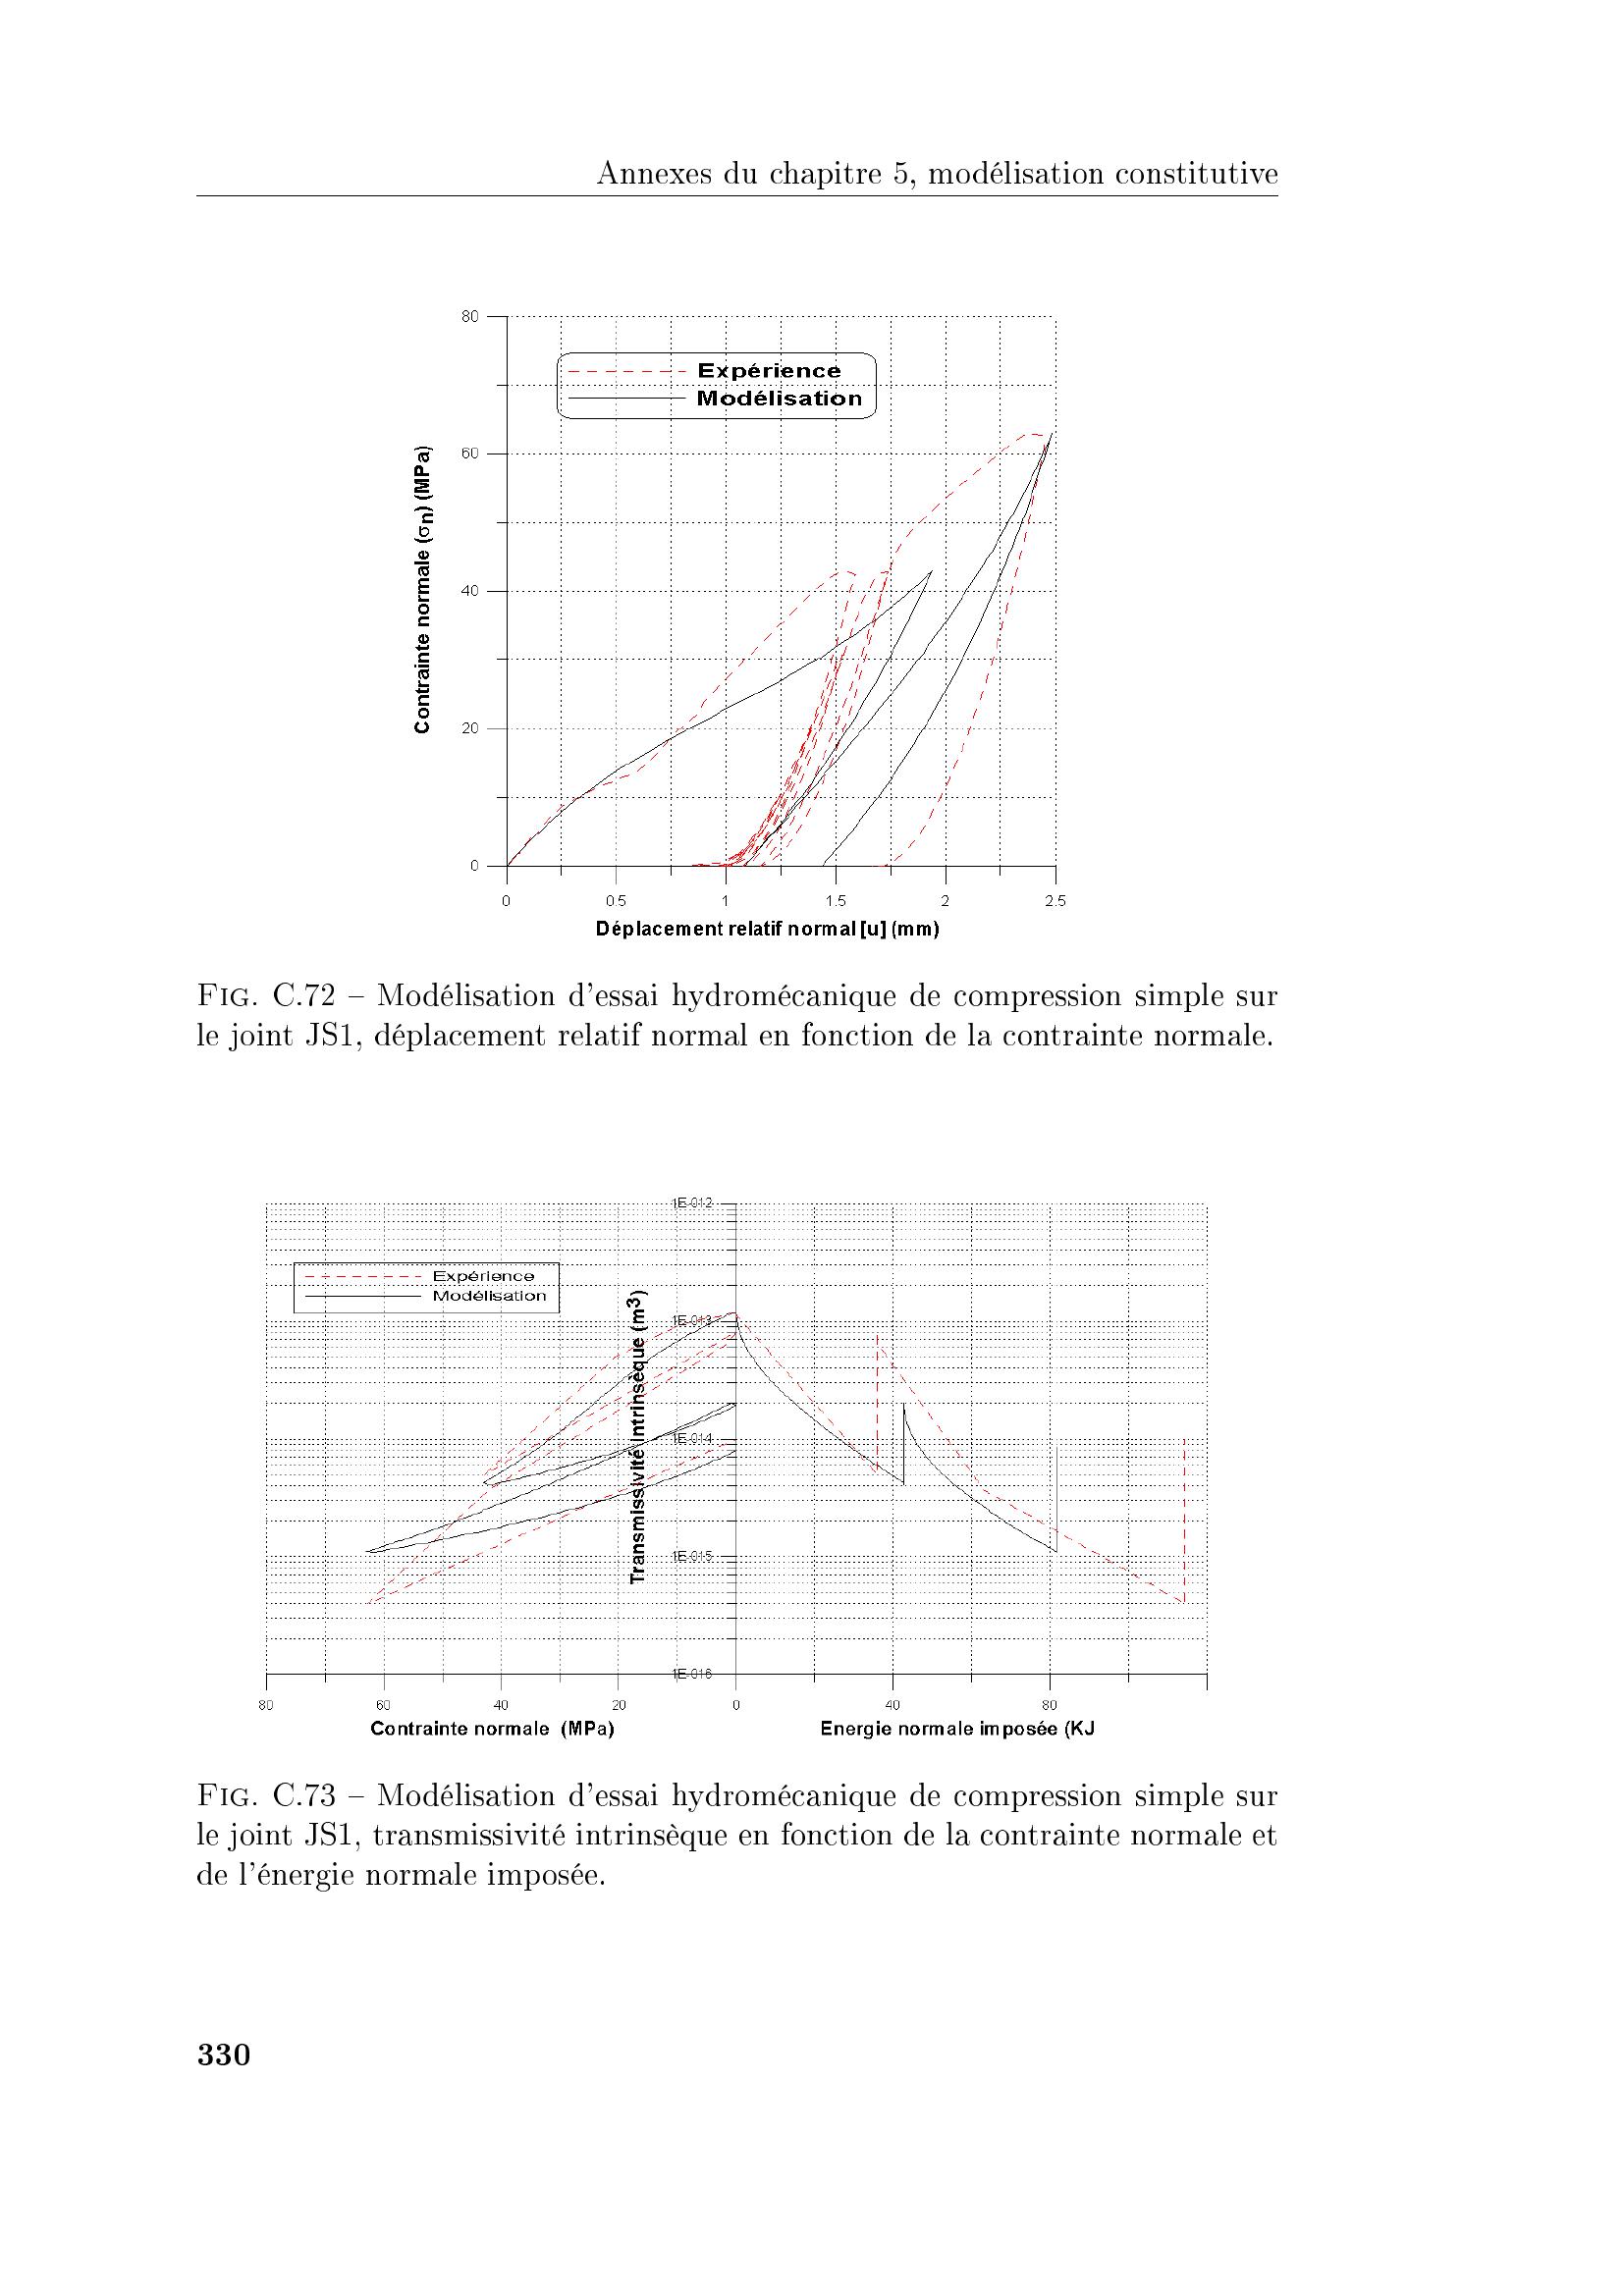 Annexes du chapitre 5, modélisation constitutive
80
60
40
20
0
Expérience
Modélisation
Contrainte normale (σn) (MPa)
0 0.5 1 1.5 2 2.5
Déplacement relatif normal [u] (mm)
FIG. C.72 – Modélisation d'essai hydromécanique de compression simple sur
le joint JS1, déplacement relatif normal en fonction de la contrainte normale.
1E-012
1E-013
1E-014
1E-015
1E-016
Expérience
Modélisation
Transmissivité intrinsèque (m³)
80 60 40 20 0 40 80
Contrainte normale (MPa)
Energie normale imposée (KJ
FIG. C.73 – Modélisation d'essai hydromécanique de compression simple sur
le joint JS1, transmissivité intrinsèque en fonction de la contrainte normale et
de l'énergie normale imposée.
330